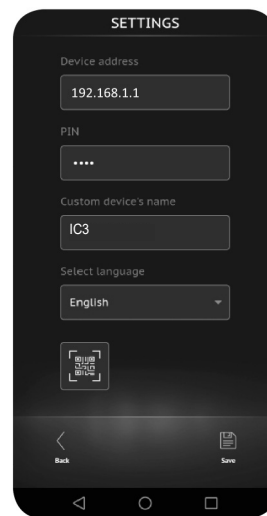 SETTINGS
Device address
192.168.1.1
PIN
••••
Custom device's name
IC3
Select language
English
Back
Save